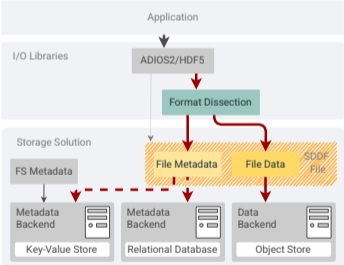 Application
I/O Libraries
ADIOS2/HDF5
Format Dissection
Storage Solution
SDDF
File
FS Metadata
File Metadata
File Data
Metadata
Backend
Key-Value Store
Metadata
Backend
Relational Database
Data
Backend
Object Store